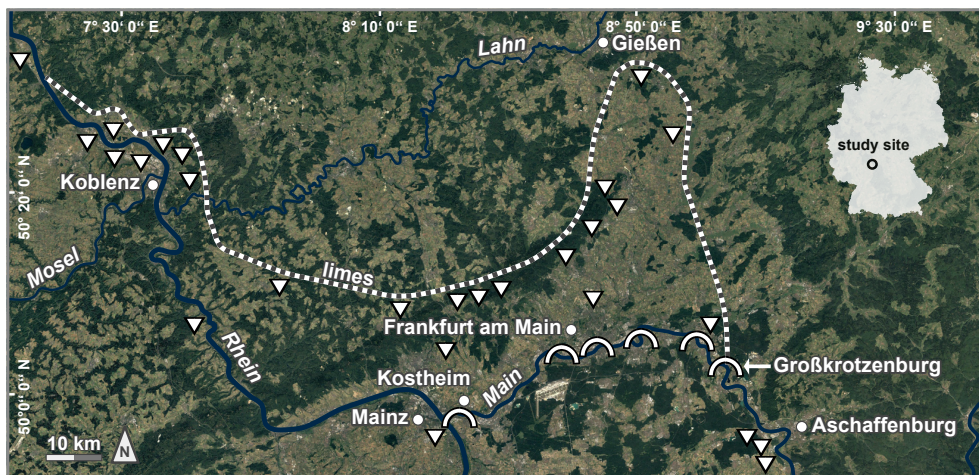 7° 30' 0'' E
8° 10' 0'' E
8° 50' 0'' E
9° 30' 0'' E
Lahn
Gießen
study site
50° 20' 0'' N
Koblenz
Mosel
limes
Rhein
Frankfurt am Main
Großkrotzenburg
Kostheim
Main
50°0' 0'' N
Mainz
Aschaffenburg
10 km
N